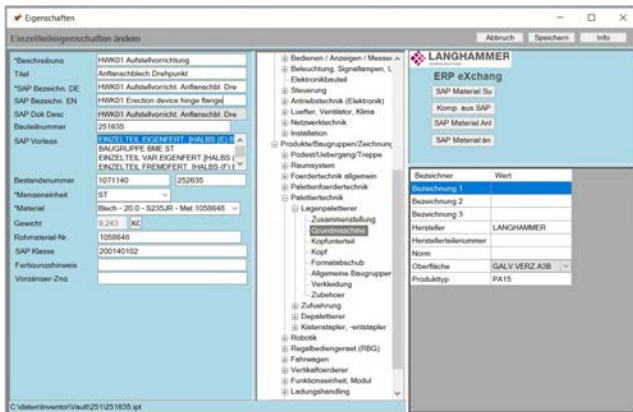 Eigenschaften
Einzelteileigenschaften ändern
Abbruch
Speichern
Info
*Beschreibung HWK01 Aufstellvorrichtung
Titel Anflanschblech Drehpunkt
*SAP Bezeichn. DE HWK01 Aufstellvorricht. Anflanschbl. Dre
SAP Bezeichn. EN HWK01 Erection device hinge flange
SAP Dok Desc HWK01 Aufstellvorricht. Anflanschbl. Dre
Bauteilnummer 251635
SAP Vorlage EINZELTEIL EIGENFERT. [HALBS (E) B
BAUGRUPPE BME ST
EINZELTEIL VAR.EIGENFERT. [HALBS (
EINZELTEIL FREMDFERT. [HALBS (F) [
Bestandsnummer 1071140 252635
*Mengeneinheit ST
*Material Blech - 20.0 - S235JR - Mat.1058648
Gewicht 9,243 KG
Rohmaterial-Nr. 1058648
SAP Klasse 200140102
Fertigungshinweis
Vorgänger-Zng.
Bedienen / Anzeigen / Messen
Beleuchtung, Signallampen, L
Elektronikbauteil
Steuerung
Antriebstechnik (Elektronik)
Luefter, Ventilator, Klima
Netzwerktechnik
Installation
Produkte/Baugruppen/Zeichnung
Podest/Uebergang/Treppe
Raumsystem
Foerdertechnik allgemein
Palettenfoerdertechnik
Palettiertechnik
Lagenpalettierer
Zusammenstellung
Grundmaschine
Kopfunterteil
Kopf
Formatabschub
Allgemeine Baugruppen
Verkleidung
Zubehoer
Zufuehrung
Depalettierer
Kistenstapler, -entstapler
Robotik
Regalbediengeraet (RBG)
Fahrwagen
Vertikalfoerderer
Funktionseinheit, Modul
Ladungshandling
LANGHAMMER
ERP eXchang
SAP Material Su
Komp. aus SAP
SAP Material Anl
SAP Material än
Bezeichner Wert
Bezeichnung 1
Bezeichnung 2
Bezeichnung 3
Hersteller LANGHAMMER
Herstellerteilenummer
Norm
Oberfläche GALV.VERZ.A3B
Produkttyp PA15
C:\daten\Inventor\Vault\251\251635.ipt